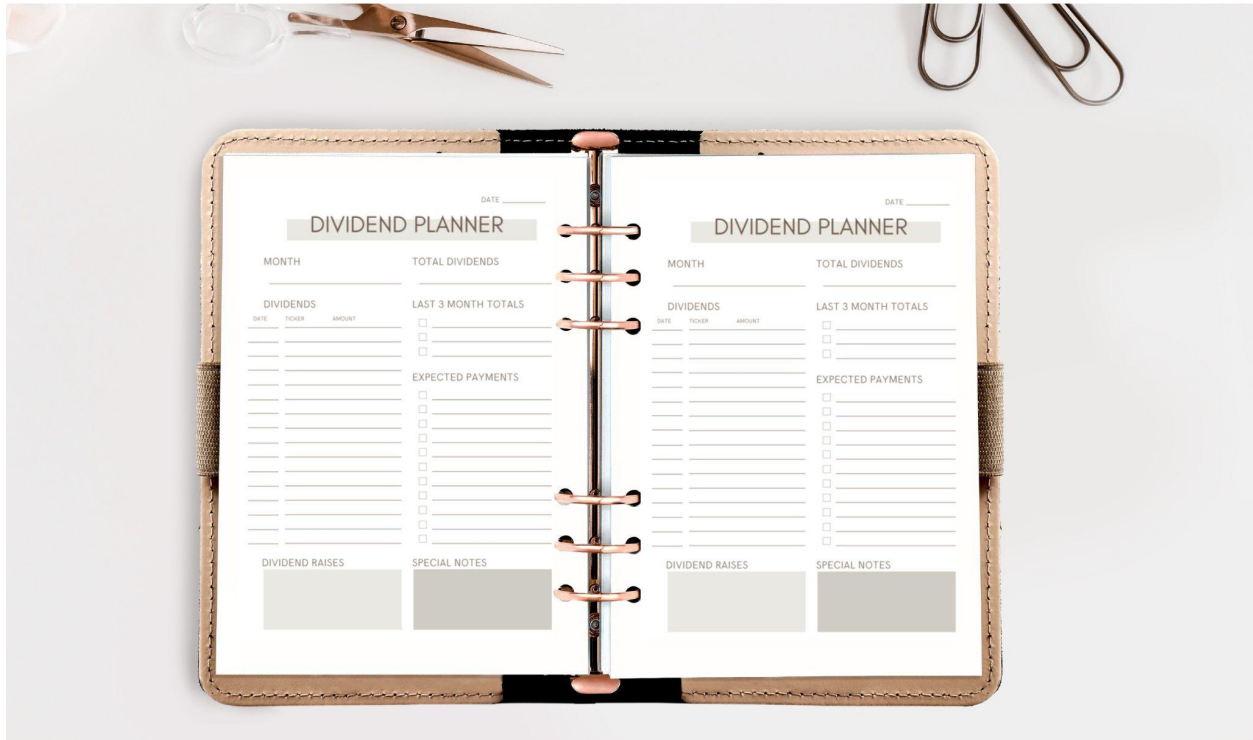 DATE
DIVIDEND PLANNER
MONTH
TOTAL DIVIDENDS
DIVIDENDS
DATE TICKER AMOUNT
LAST 3 MONTH TOTALS
EXPECTED PAYMENTS
DIVIDEND RAISES
SPECIAL NOTES
DATE
DIVIDEND PLANNER
MONTH
TOTAL DIVIDENDS
DIVIDENDS
DATE TICKER AMOUNT
LAST 3 MONTH TOTALS
EXPECTED PAYMENTS
DIVIDEND RAISES
SPECIAL NOTES